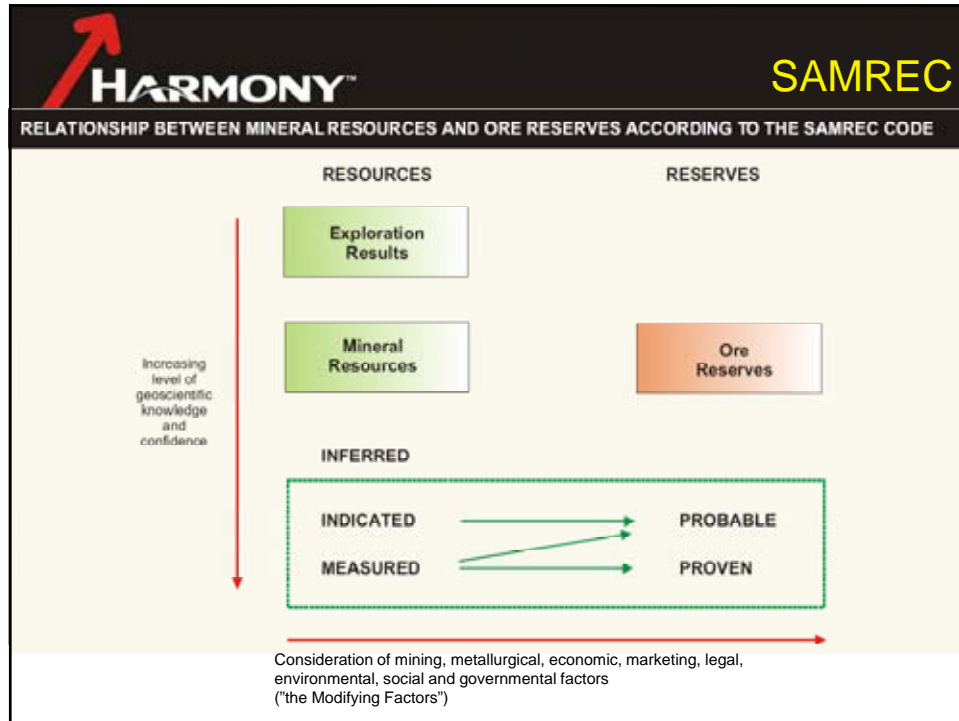 HARMONY™
SAMREC
RELATIONSHIP BETWEEN MINERAL RESOURCES AND ORE RESERVES ACCORDING TO THE SAMREC CODE
RESOURCES
RESERVES
Exploration
Results
Mineral
Resources
Ore
Reserves
Increasing
level of
geoscientific
knowledge
and
confidence
INFERRED
INDICATED
PROBABLE
MEASURED
PROVEN
Consideration of mining, metallurgical, economic, marketing, legal,
environmental, social and governmental factors
("the Modifying Factors")